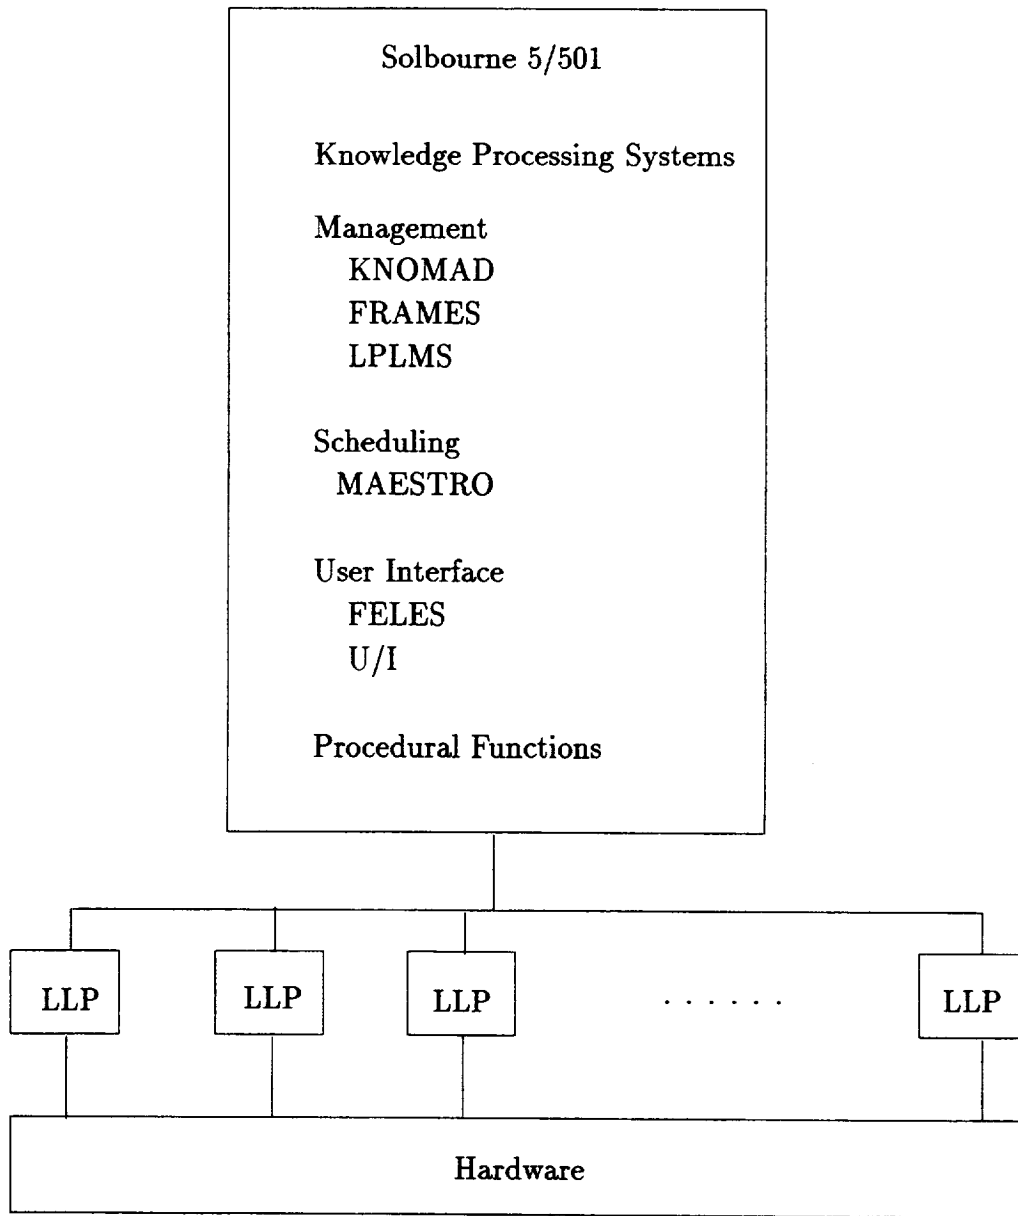 Solbourne 5/501
Knowledge Processing Systems
Management
KNOMAD
FRAMES
LPLMS
Scheduling
MAESTRO
User Interface
FELES
U/I
Procedural Functions
LLP LLP LLP . . . . . . LLP
Hardware